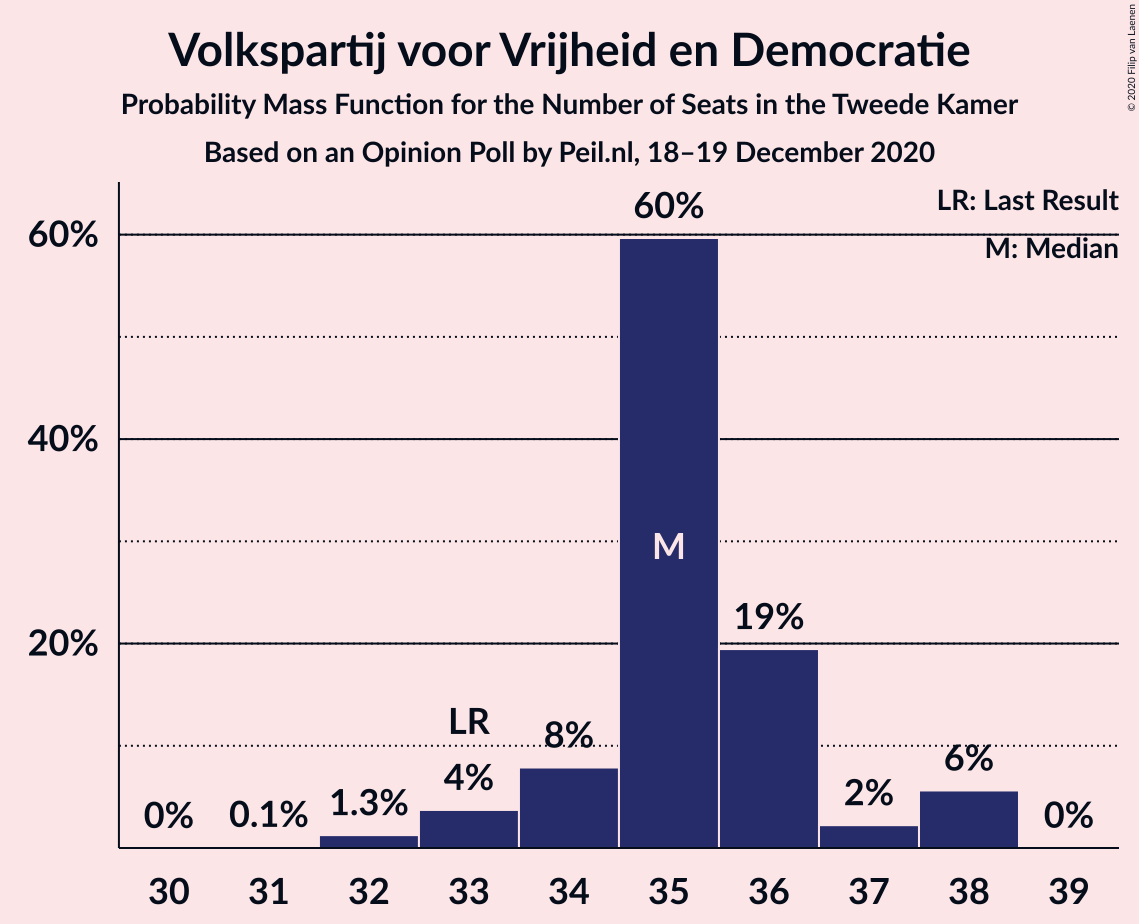 Volkspartij voor Vrijheid en Democratie
Probability Mass Function for the Number of Seats in the Tweede Kamer
Based on an Opinion Poll by Peil.nl, 18–19 December 2020
© 2020 Filip van Laenen
LR: Last Result
M: Median
60%
40%
20%
0%
0.1%
1.3%
LR
4%
8%
60%
M
19%
2%
6%
0%
30 31 32 33 34 35 36 37 38 39